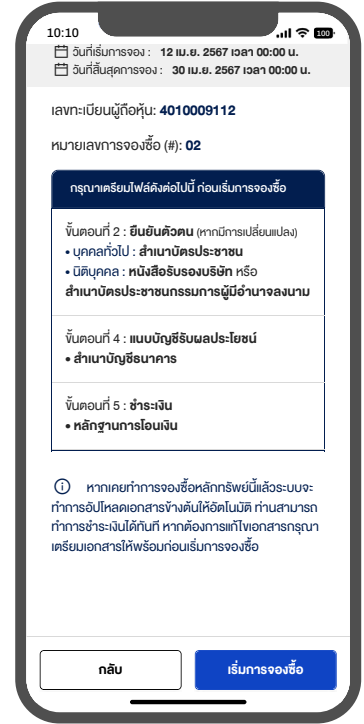 10:10
100
วันที่เริ่มการจอง : 12 เม.ย. 2567 เวลา 00:00 น.
วันที่สิ้นสุดการจอง : 30 เม.ย. 2567 เวลา 00:00 น.
เลขทะเบียนผู้ถือหุ้น: 4010009112
หมายเลขการจองซื้อ (#): 02
กรุณาเตรียมไฟล์ดังต่อไปนี้ ก่อนเริ่มการจองซื้อ
ขั้นตอนที่ 2 : ยืนยันตัวตน (หากมีการเปลี่ยนแปลง)
• บุคคลทั่วไป : สำเนาบัตรประชาชน
• นิติบุคคล : หนังสือรับรองบริษัท หรือ
สำเนาบัตรประชาชนกรรมการผู้มีอำนาจลงนาม
ขั้นตอนที่ 4 : แนบบัญชีรับผลประโยชน์
• สำเนาบัญชีธนาคาร
ขั้นตอนที่ 5 : ชำระเงิน
• หลักฐานการโอนเงิน
หากเคยทำการจองซื้อหลักทรัพย์นี้แล้วระบบจะ
ทำการอัปโหลดเอกสารข้างต้นให้อัตโนมัติ ท่านสามารถ
ทำการชำระเงินได้ทันที หากต้องการแก้ไขเอกสารกรุณา
เตรียมเอกสารให้พร้อมก่อนเริ่มการจองซื้อ
กลับ
เริ่มการจองซื้อ